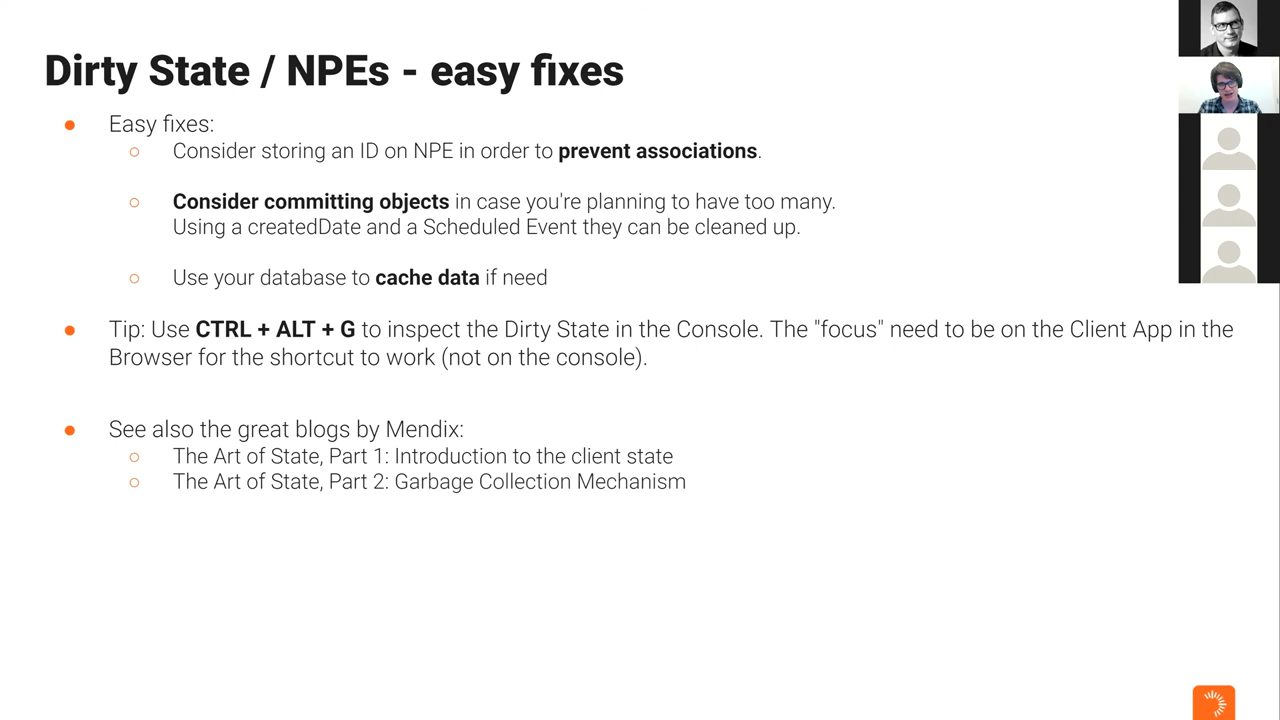 Dirty State / NPEs - easy fixes
Easy fixes:
Consider storing an ID on NPE in order to prevent associations.
Consider committing objects in case you're planning to have too many.
Using a createdDate and a Scheduled Event they can be cleaned up.
Use your database to cache data if need
Tip: Use CTRL + ALT + G to inspect the Dirty State in the Console. The "focus" need to be on the Client App in the
Browser for the shortcut to work (not on the console).
See also the great blogs by Mendix:
The Art of State, Part 1: Introduction to the client state
The Art of State, Part 2: Garbage Collection Mechanism